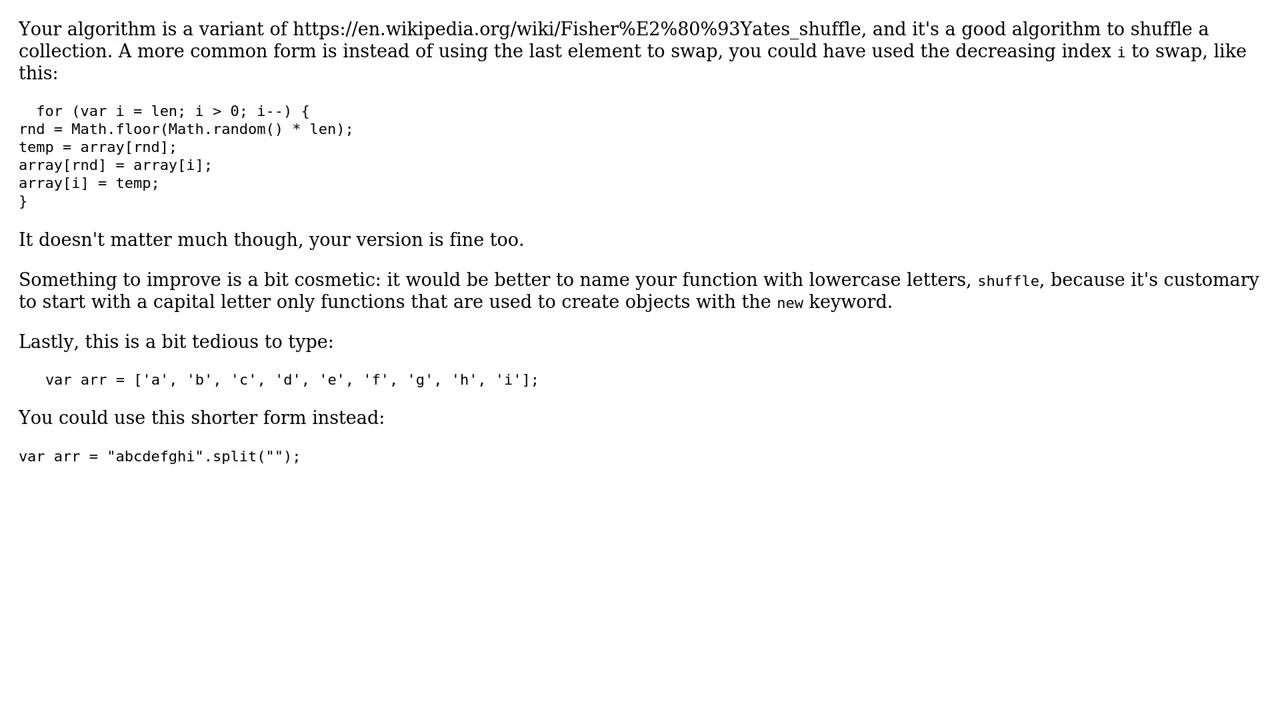 Your algorithm is a variant of https://en.wikipedia.org/wiki/Fisher%E2%80%93Yates_shuffle, and it's a good algorithm to shuffle a
collection. A more common form is instead of using the last element to swap, you could have used the decreasing index i to swap, like
this:
for (var i = len; i > 0; i--) {
rnd = Math.floor(Math.random() * len);
temp = array[rnd];
array[rnd] = array[i];
array[i] = temp;
}
It doesn't matter much though, your version is fine too.
Something to improve is a bit cosmetic: it would be better to name your function with lowercase letters, shuffle, because it's customary
to start with a capital letter only functions that are used to create objects with the new keyword.
Lastly, this is a bit tedious to type:
var arr = ['a', 'b', 'c', 'd', 'e', 'f', 'g', 'h', 'i'];
You could use this shorter form instead:
var arr = "abcdefghi".split("");